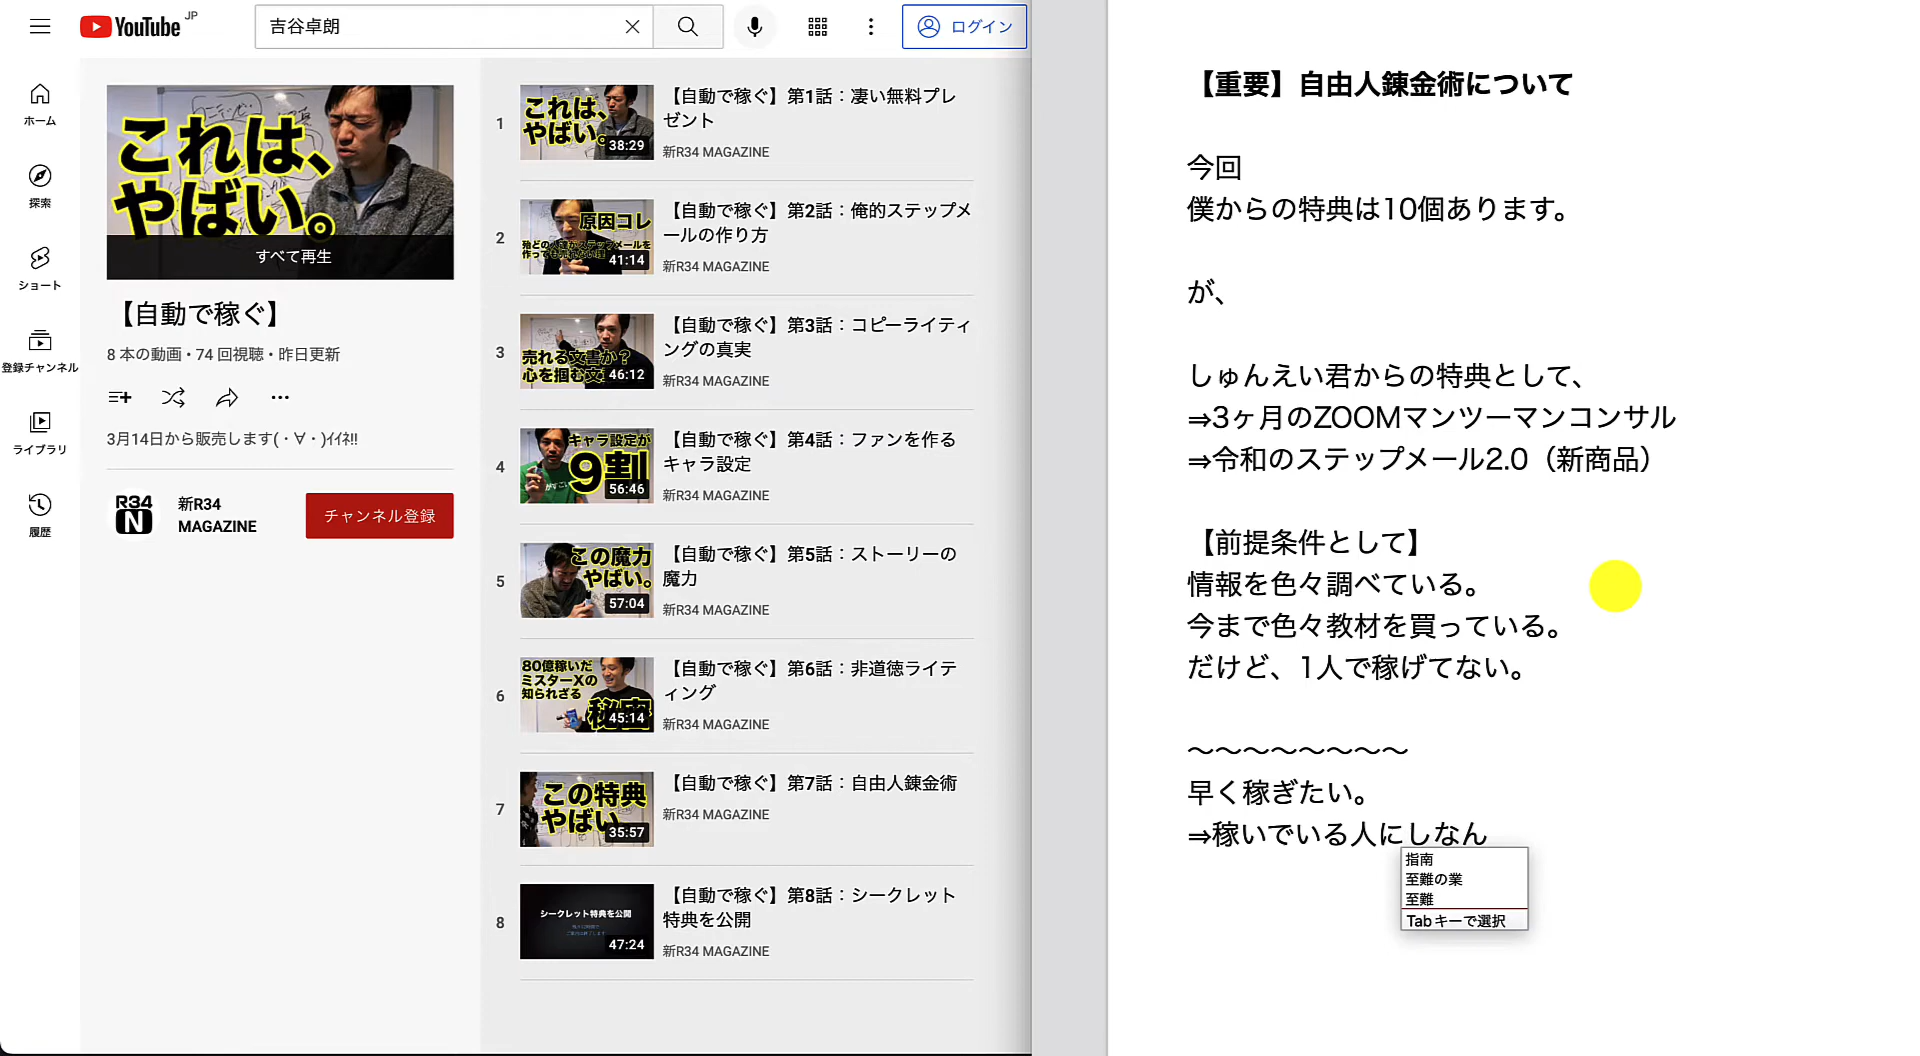 YouTube JP
吉谷卓朗
ログイン
ホーム
探索
ショート
登録チャンネル
ライブラリ
履歴
これは、
やばい。
すべて再生
【自動で稼ぐ】
8 本の動画・74 回視聴・昨日更新
3月14日から販売します(・∀・)イイネ!!
R34
N
新R34
MAGAZINE
チャンネル登録
1
これは、
やばい。
38:29
【自動で稼ぐ】第1話：凄い無料プレ
ゼント
新R34 MAGAZINE
2
原因コレ
殆どの人達がステップメールを
作っても売れない理
41:14
【自動で稼ぐ】第2話：俺的ステップメ
ールの作り方
新R34 MAGAZINE
3
売れる文書か？
心を掴む文
46:12
【自動で稼ぐ】第3話：コピーライティ
ングの真実
新R34 MAGAZINE
4
キャラ設定が
9割
56:46
【自動で稼ぐ】第4話：ファンを作る
キャラ設定
新R34 MAGAZINE
5
この魔力
やばい。
57:04
【自動で稼ぐ】第5話：ストーリーの
魔力
新R34 MAGAZINE
6
80億稼いだ
ミスターXの
知られざる
秘密
45:14
【自動で稼ぐ】第6話：非道徳ライテ
ィング
新R34 MAGAZINE
7
この特典
やばい
35:57
【自動で稼ぐ】第7話：自由人錬金術
新R34 MAGAZINE
8
シークレット特典を公開
47:24
【自動で稼ぐ】第8話：シークレット
特典を公開
新R34 MAGAZINE
【重要】自由人錬金術について
今回
僕からの特典は10個あります。
が、
しゅんえい君からの特典として、
⇒3ヶ月のZOOMマンツーマンコンサル
⇒令和のステップメール2.0（新商品）
【前提条件として】
情報を色々調べている。
今まで色々教材を買っている。
だけど、1人で稼げてない。
〜〜〜〜〜〜〜〜
早く稼ぎたい。
⇒稼いでいる人にしなん
指南
至難の業
至難
Tabキーで選択